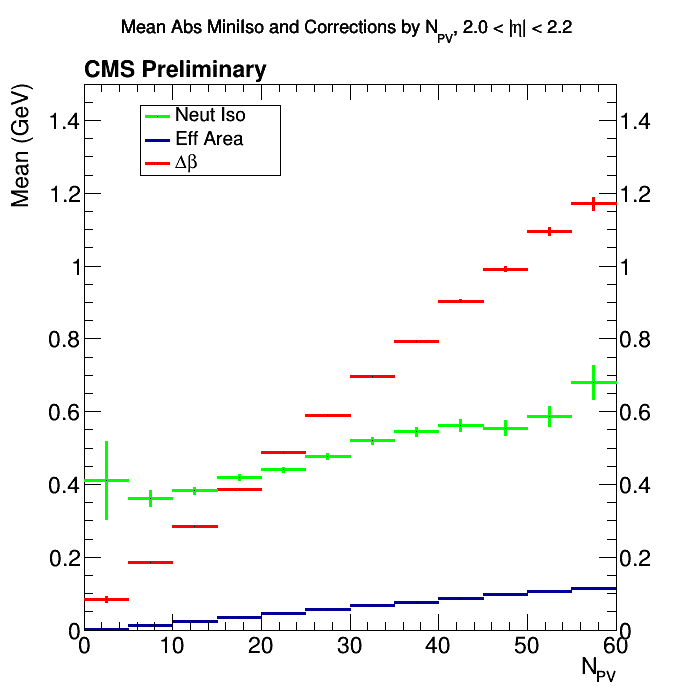 Mean Abs MiniIso and Corrections by N_PV, 2.0 < |η| < 2.2
CMS Preliminary
Mean (GeV)
Neut Iso
Eff Area
Δβ
1.4 1.4
1.2 1.2
1 1
0.8 0.8
0.6 0.6
0.4 0.4
0.2 0.2
0 0
0 10 20 30 40 50 60
N_PV